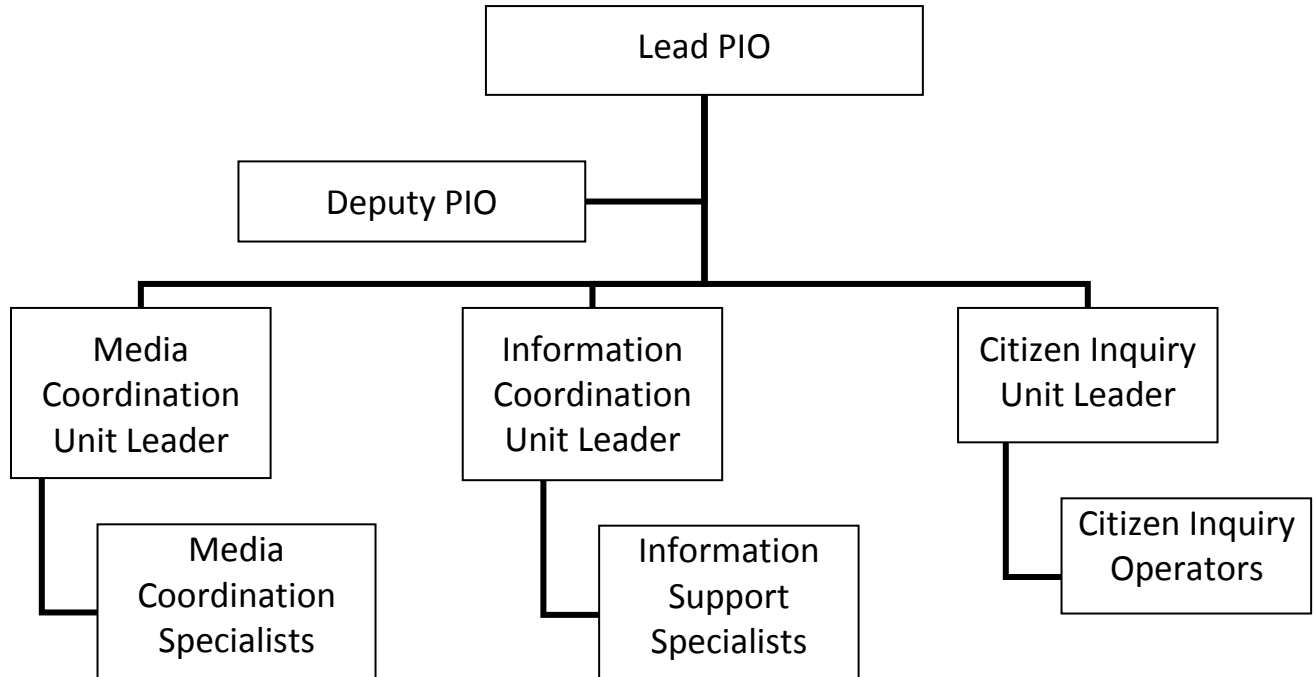 Lead PIO
Deputy PIO
Media
Coordination
Unit Leader
Information
Coordination
Unit Leader
Citizen Inquiry
Unit Leader
Media
Coordination
Specialists
Information
Support
Specialists
Citizen Inquiry
Operators